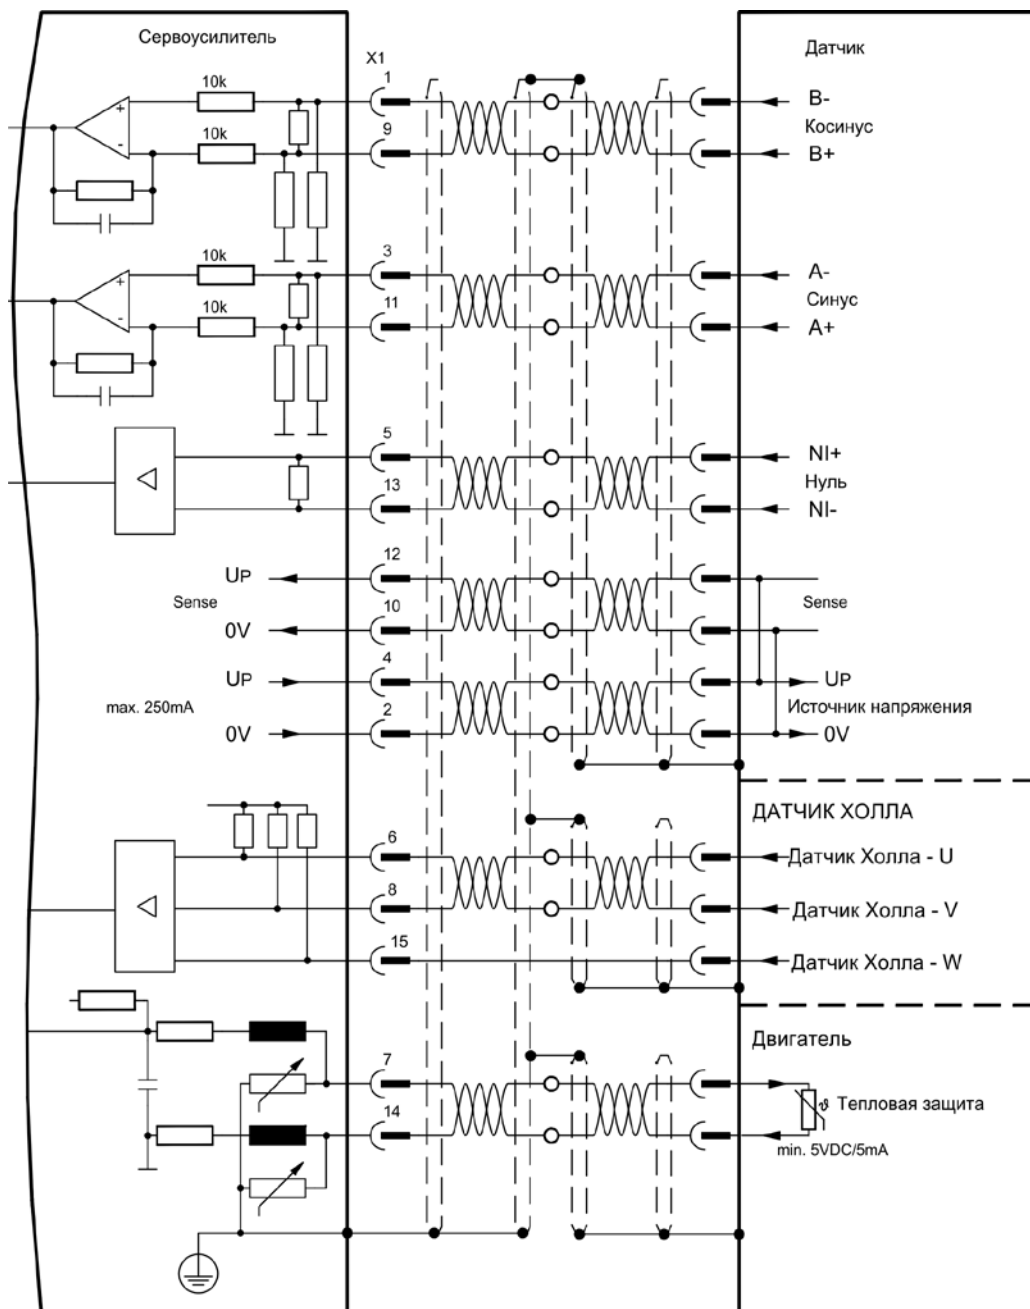 Сервоусилитель
X1
Датчик
10k
1
B-
Косинус
10k
9
B+
+
-
10k
3
A-
Синус
10k
11
A+
+
-
5
NI+
Нуль
13
NI-
UP
12
Sense
Sense
0V
10
UP
4
UP
max. 250mA
Источник напряжения
0V
2
0V
ДАТЧИК ХОЛЛА
6
Датчик Холла - U
8
Датчик Холла - V
15
Датчик Холла - W
Двигатель
7
ϑ Тепловая защита
14
min. 5VDC/5mA